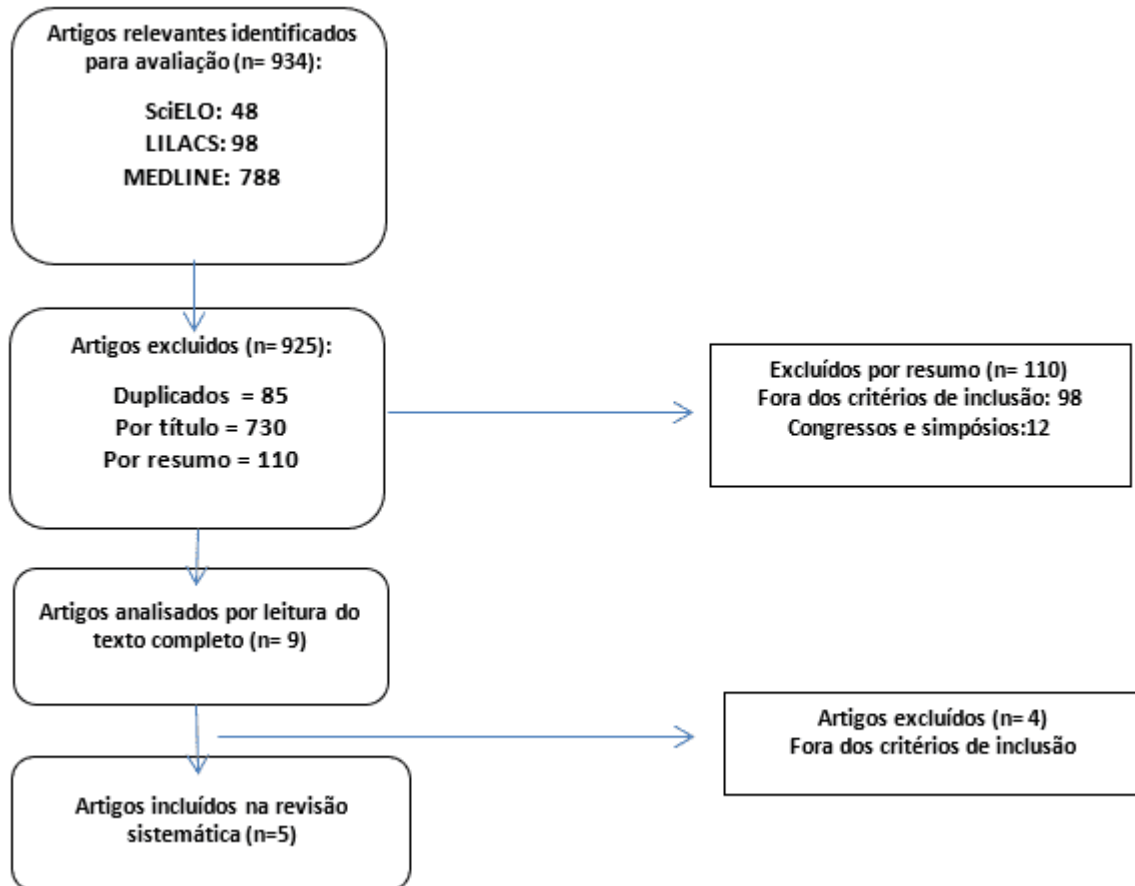 Artigos relevantes identificados
para avaliação (n= 934):
SciELO: 48
LILACS: 98
MEDLINE: 788
Artigos excluidos (n= 925):
Duplicados = 85
Por título = 730
Por resumo = 110
Excluídos por resumo (n= 110)
Fora dos critérios de inclusão: 98
Congressos e simpósios:12
Artigos analisados por leitura do
texto completo (n= 9)
Artigos excluídos (n= 4)
Fora dos critérios de inclusão
Artigos incluídos na revisão
sistemática (n=5)